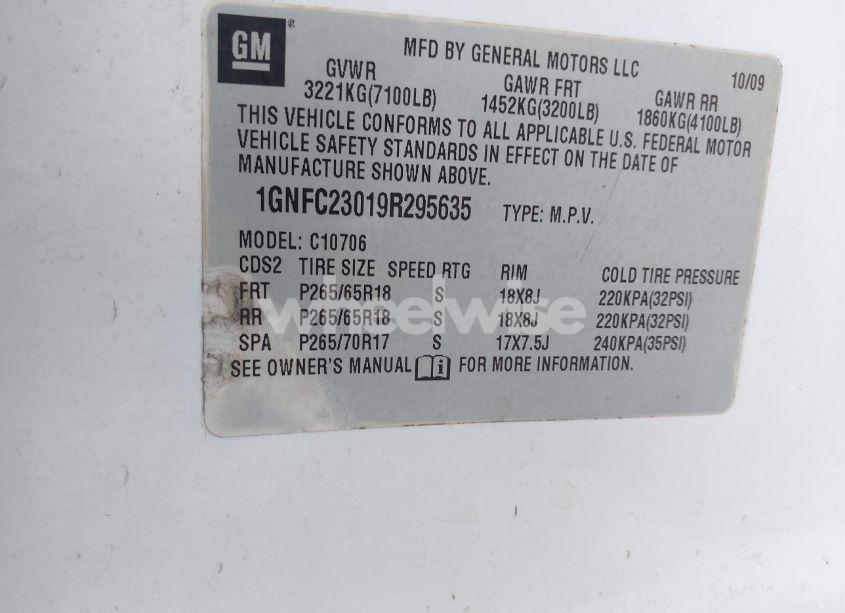 GM®
MFD BY GENERAL MOTORS LLC
10/09
GVWR GAWR FRT GAWR RR
3221KG(7100LB) 1452KG(3200LB) 1860KG(4100LB)
THIS VEHICLE CONFORMS TO ALL APPLICABLE U.S. FEDERAL MOTOR
VEHICLE SAFETY STANDARDS IN EFFECT ON THE DATE OF
MANUFACTURE SHOWN ABOVE.
1GNFC23019R295635 TYPE: M.P.V.
MODEL: C10706
CDS2 TIRE SIZE SPEED RTG RIM COLD TIRE PRESSURE
FRT P265/65R18 S 18X8J 220KPA(32PSI)
RR P265/65R18 S 18X8J 220KPA(32PSI)
SPA P265/70R17 S 17X7.5J 240KPA(35PSI)
SEE OWNER'S MANUAL i FOR MORE INFORMATION.
wheelwise